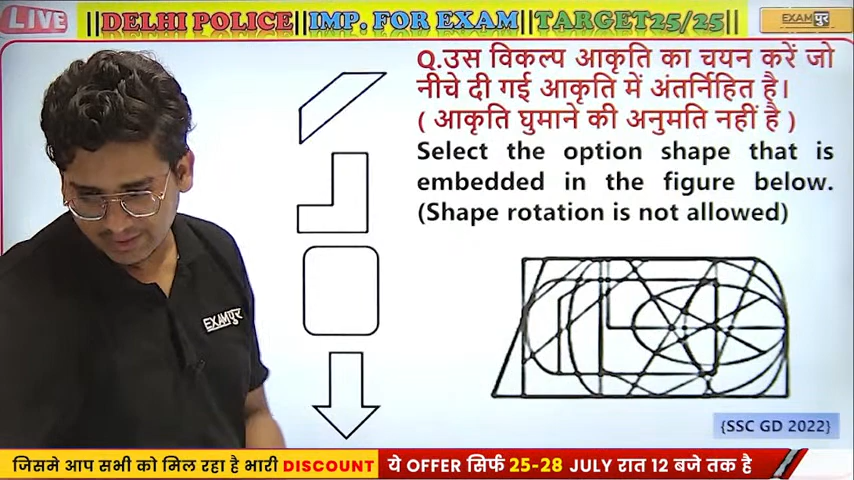 LIVE
||DELHI POLICE||IMP. FOR EXAM||TARGET25/25||
EXAMपुर
Q.उस विकल्प आकृति का चयन करें जो
नीचे दी गई आकृति में अंतर्निहित है।
( आकृति घुमाने की अनुमति नहीं है )
Select the option shape that is
embedded in the figure below.
(Shape rotation is not allowed)
EXAMपुर
{SSC GD 2022}
जिसमे आप सभी को मिल रहा है भारी DISCOUNT
ये OFFER सिर्फ 25-28 JULY रात 12 बजे तक है